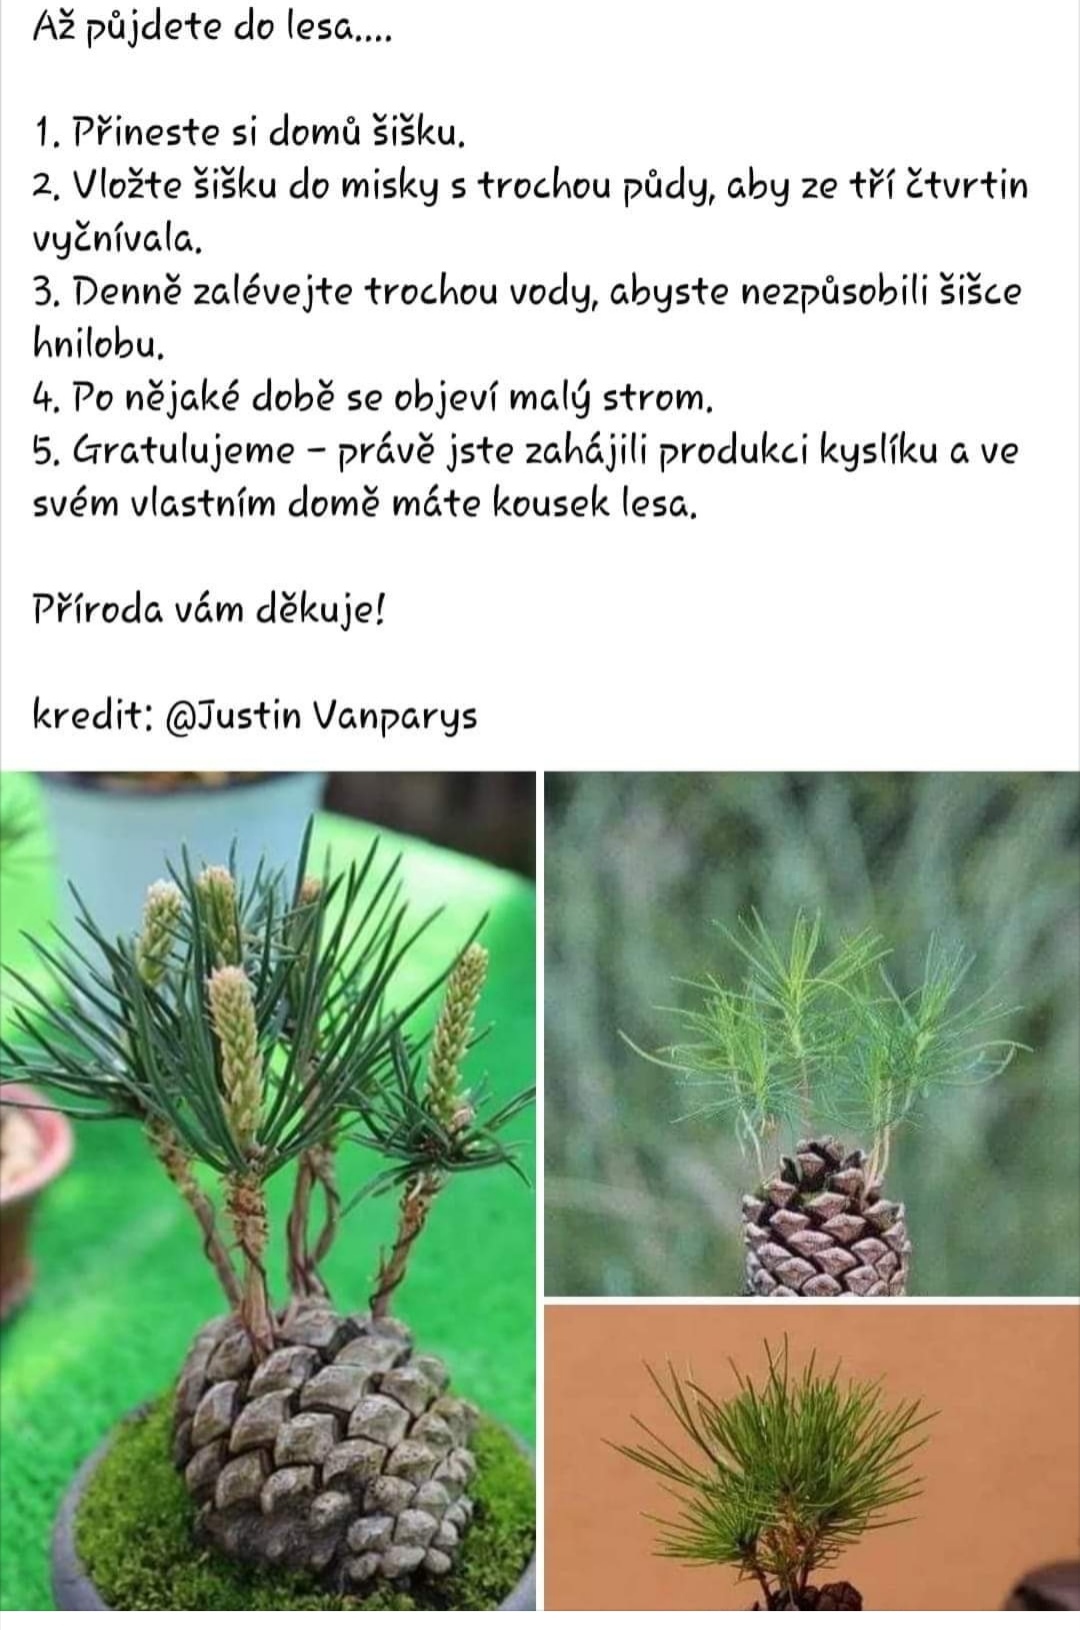 Až půjdete do lesa....
1. Přineste si domů šišku.
2. Vložte šišku do misky s trochou půdy, aby ze tří čtvrtin
vyčnívala.
3. Denně zalévejte trochou vody, abyste nezpůsobili šišce
hnilobu.
4. Po nějaké době se objeví malý strom.
5. Gratulujeme – právě jste zahájili produkci kyslíku a ve
svém vlastním domě máte kousek lesa.
Příroda vám děkuje!
kredit: @Justin Vanparys